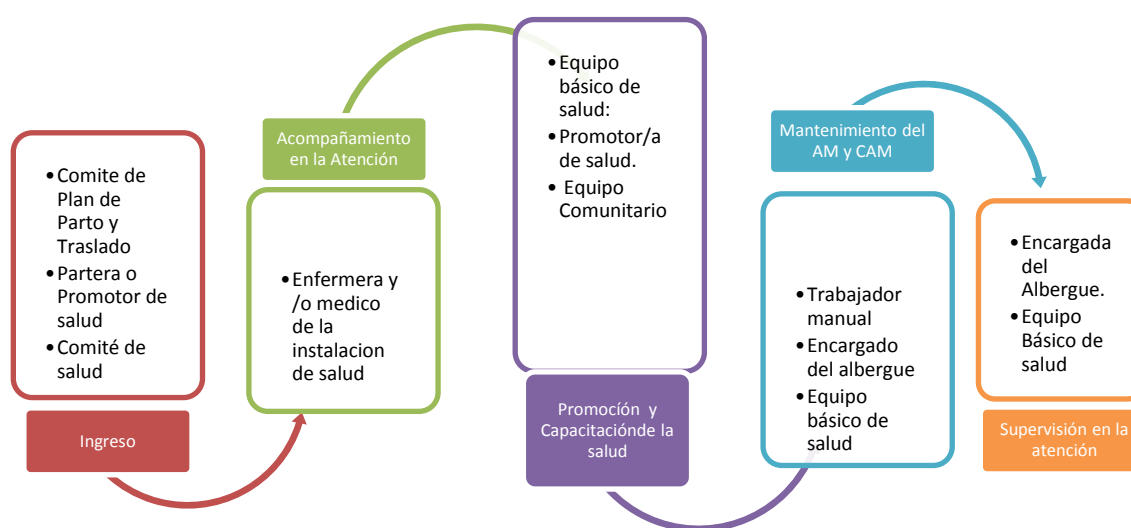 •Comite de
Plan de
Parto y
Traslado
•Partera o
Promotor de
salud
•Comité de
salud
Ingreso
Acompañamiento
en la Atención
•Enfermera y
/o medico de
la
instalacion
de salud
•Equipo
básico de
salud:
•Promotor/a
de salud.
• Equipo
Comunitario
Promoción y
Capacitaciónde la
salud
Mantenimiento del
AM y CAM
•Trabajador
manual
•Encargado
del albergue
•Equipo
básico de
salud
•Encargada
del
Albergue.
•Equipo
Básico de
salud
Supervisión en la
atención